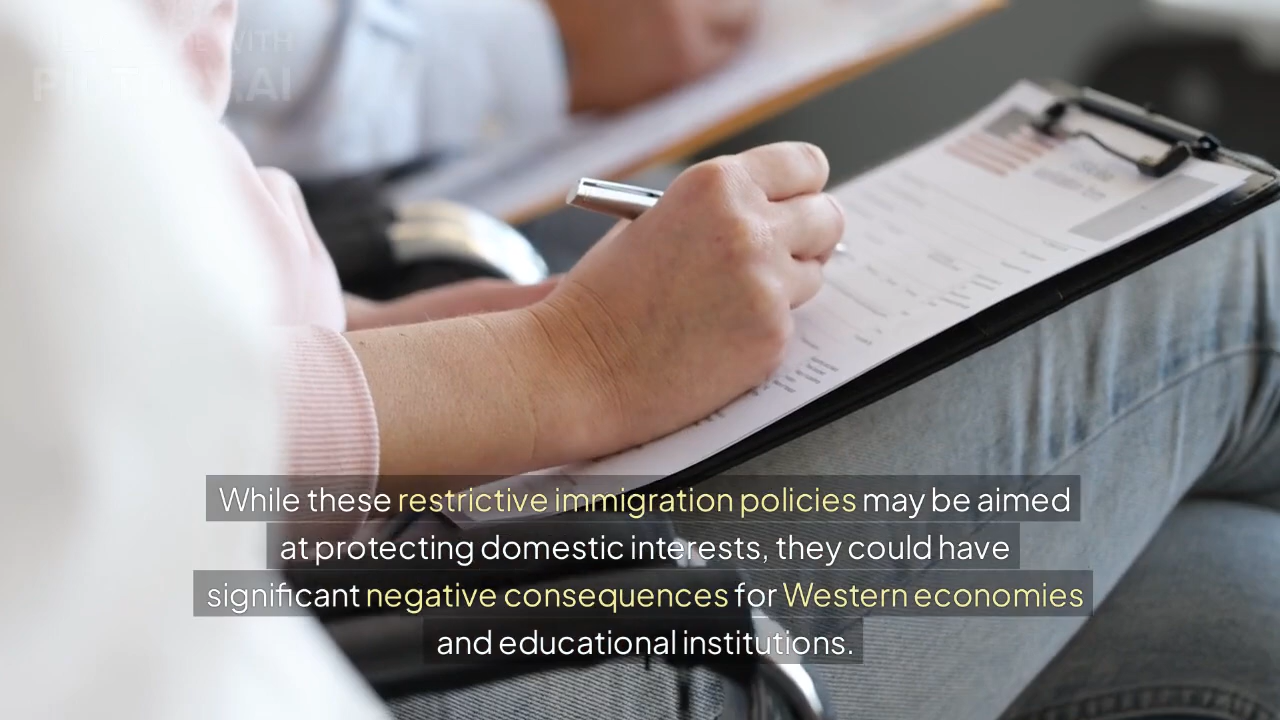 While these restrictive immigration policies may be aimed
at protecting domestic interests, they could have
significant negative consequences for Western economies
and educational institutions.